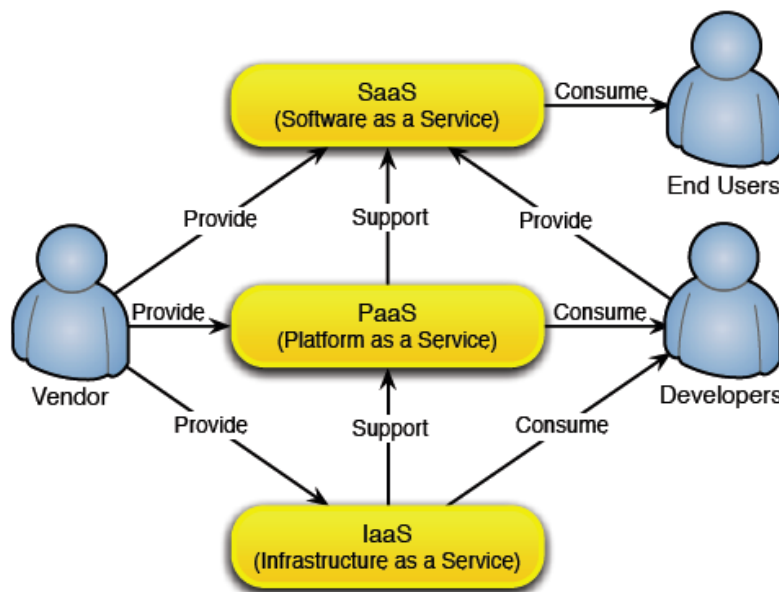 SaaS
(Software as a Service)
Consume
End Users
Provide
Support
Provide
Vendor
Provide
PaaS
(Platform as a Service)
Consume
Developers
Provide
Support
Consume
IaaS
(Infrastructure as a Service)